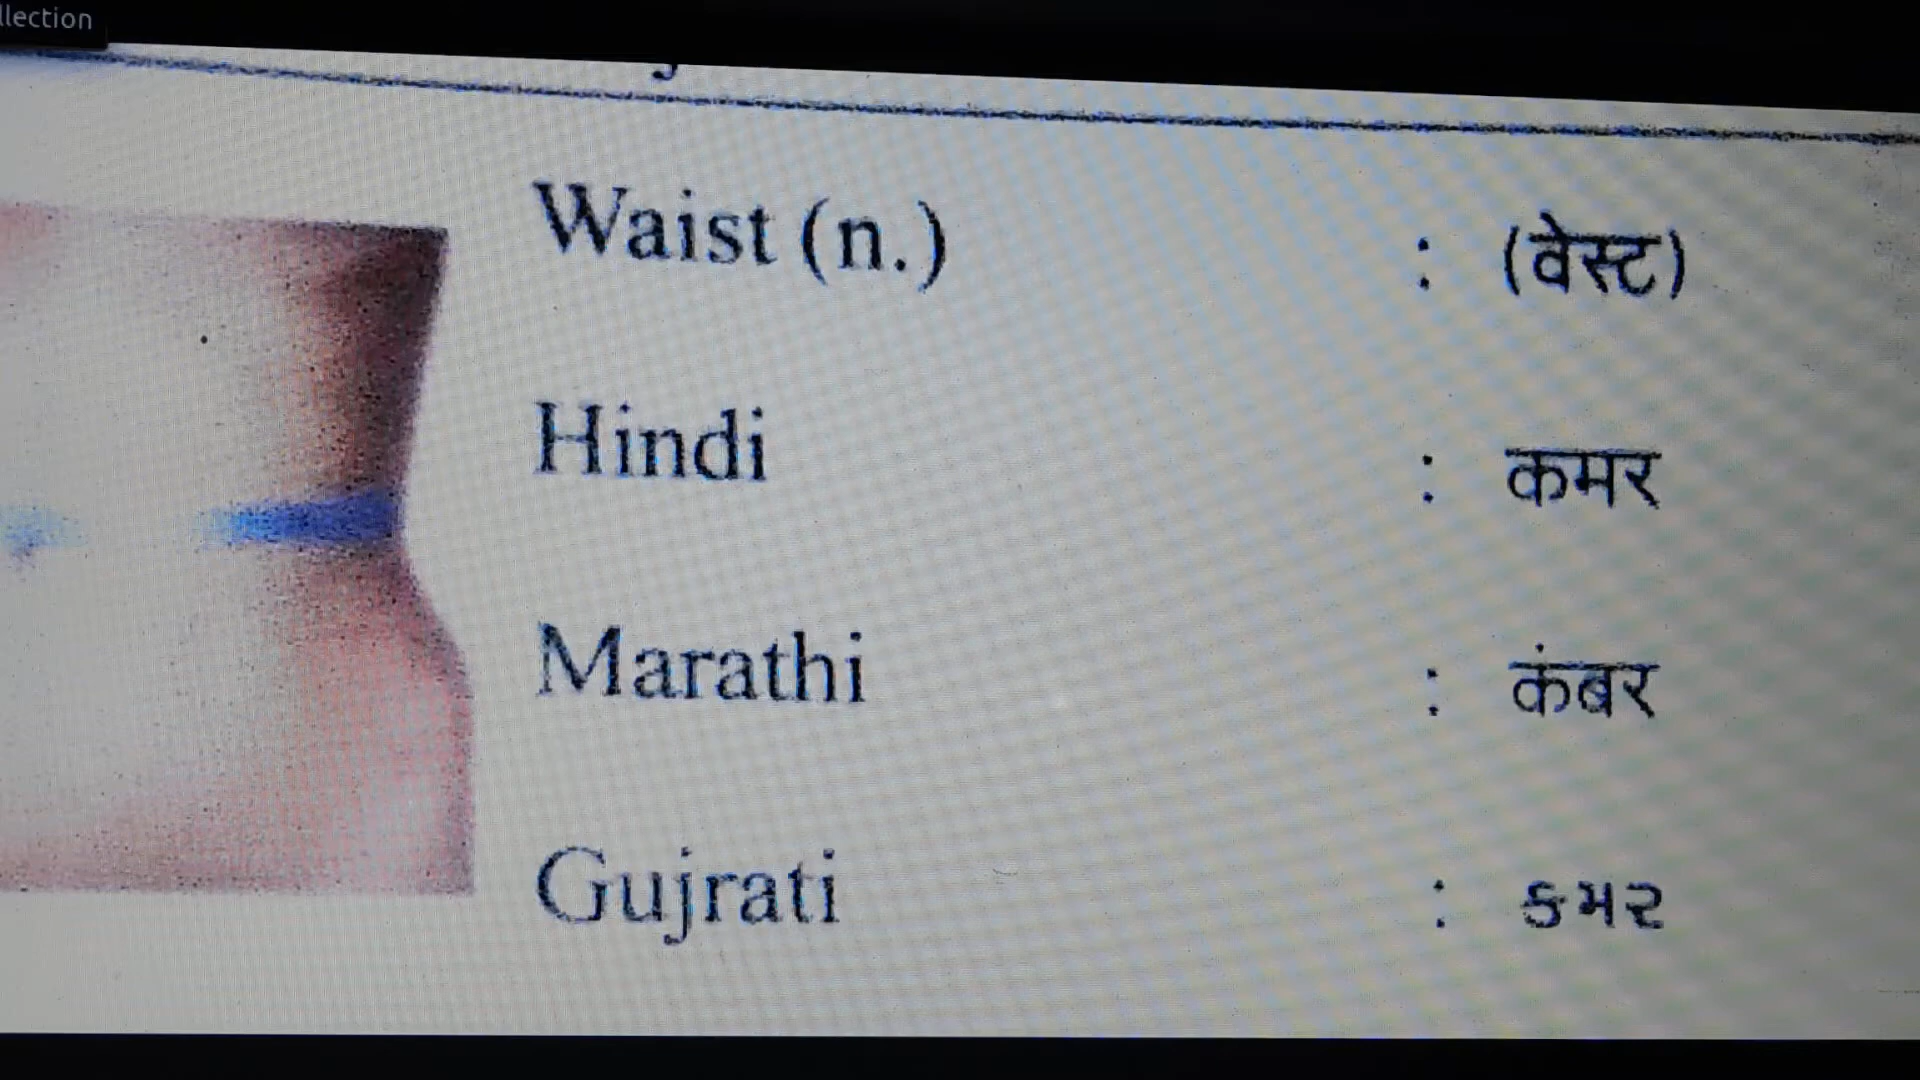 llection
Waist (n.) : (वेस्ट)
Hindi : कमर
Marathi : कंबर
Gujrati : કમર